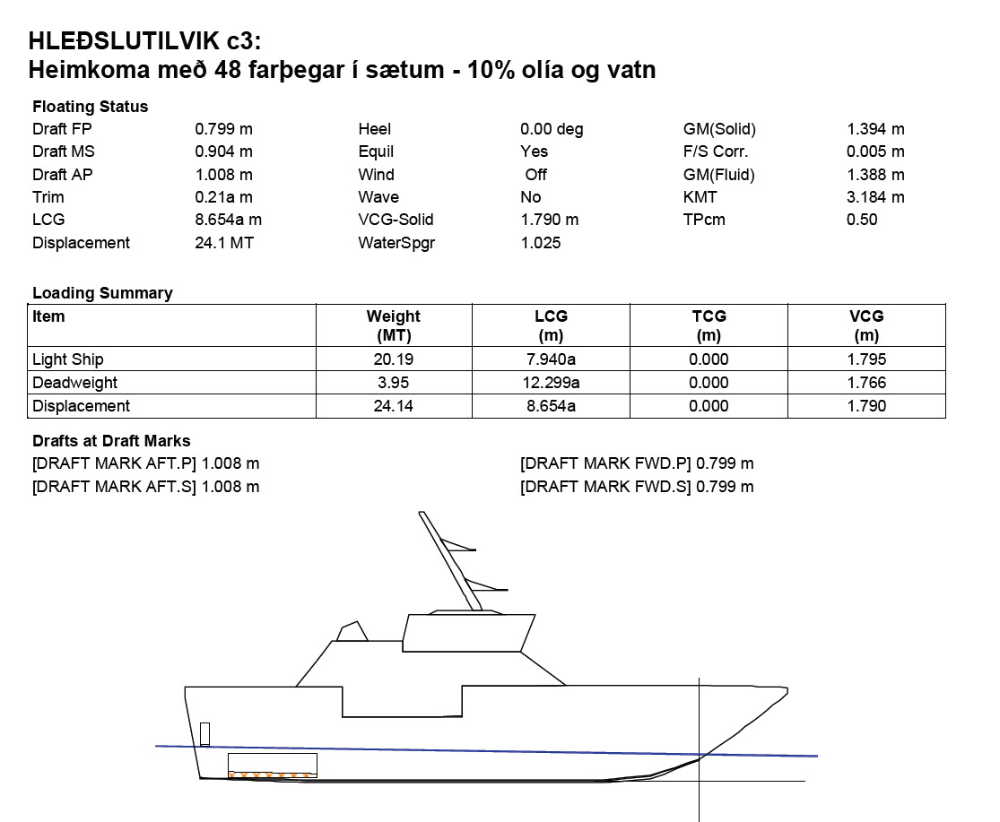 HLEÐSLUTILVIK c3:
Heimkoma með 48 farþegar í sætum - 10% olía og vatn
Floating Status
Draft FP 0.799 m Heel 0.00 deg GM(Solid) 1.394 m
Draft MS 0.904 m Equil Yes F/S Corr. 0.005 m
Draft AP 1.008 m Wind Off GM(Fluid) 1.388 m
Trim 0.21a m Wave No KMT 3.184 m
LCG 8.654a m VCG-Solid 1.790 m TPcm 0.50
Displacement 24.1 MT WaterSpgr 1.025
Loading Summary
Item Weight LCG TCG VCG
(MT) (m) (m) (m)
Light Ship 20.19 7.940a 0.000 1.795
Deadweight 3.95 12.299a 0.000 1.766
Displacement 24.14 8.654a 0.000 1.790
Drafts at Draft Marks
[DRAFT MARK AFT.P] 1.008 m [DRAFT MARK FWD.P] 0.799 m
[DRAFT MARK AFT.S] 1.008 m [DRAFT MARK FWD.S] 0.799 m